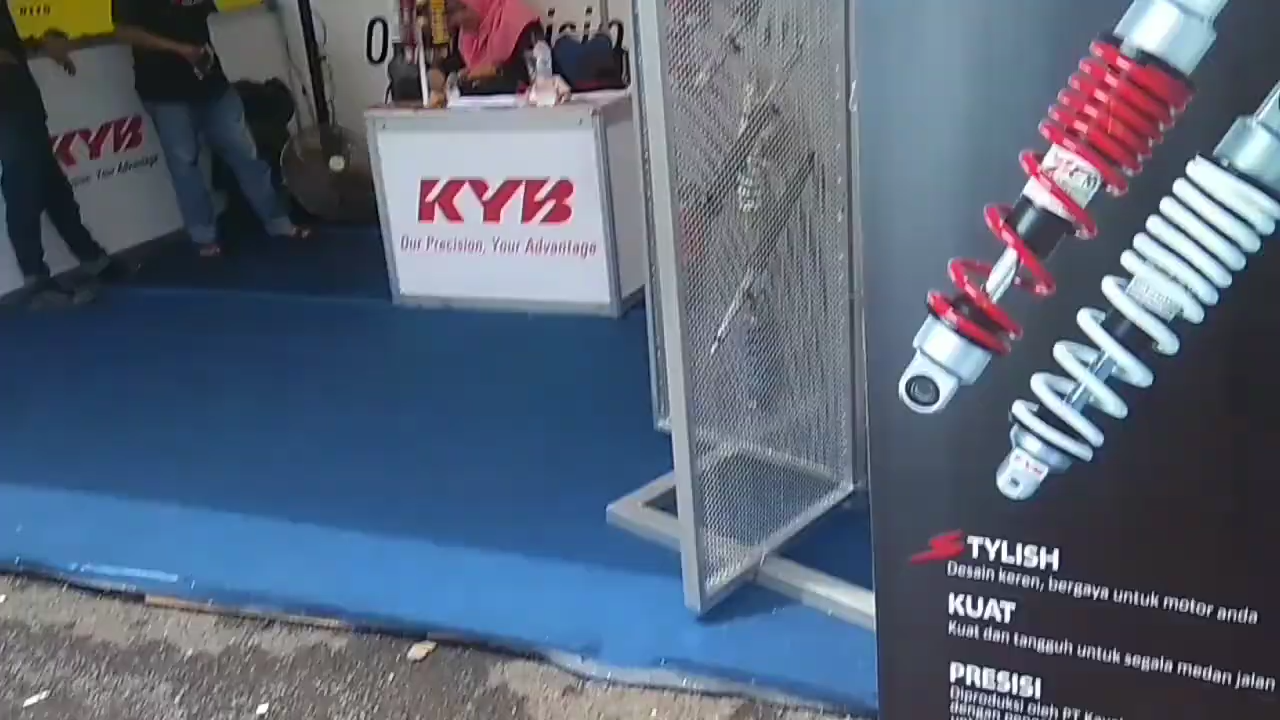 KYB
Your Advantage
KYB
Our Precision, Your Advantage
STYLISH
Desain keren, bergaya untuk motor anda
KUAT
Kuat dan tangguh untuk segala medan jalan
PRESISI
Diproduksi oleh PT